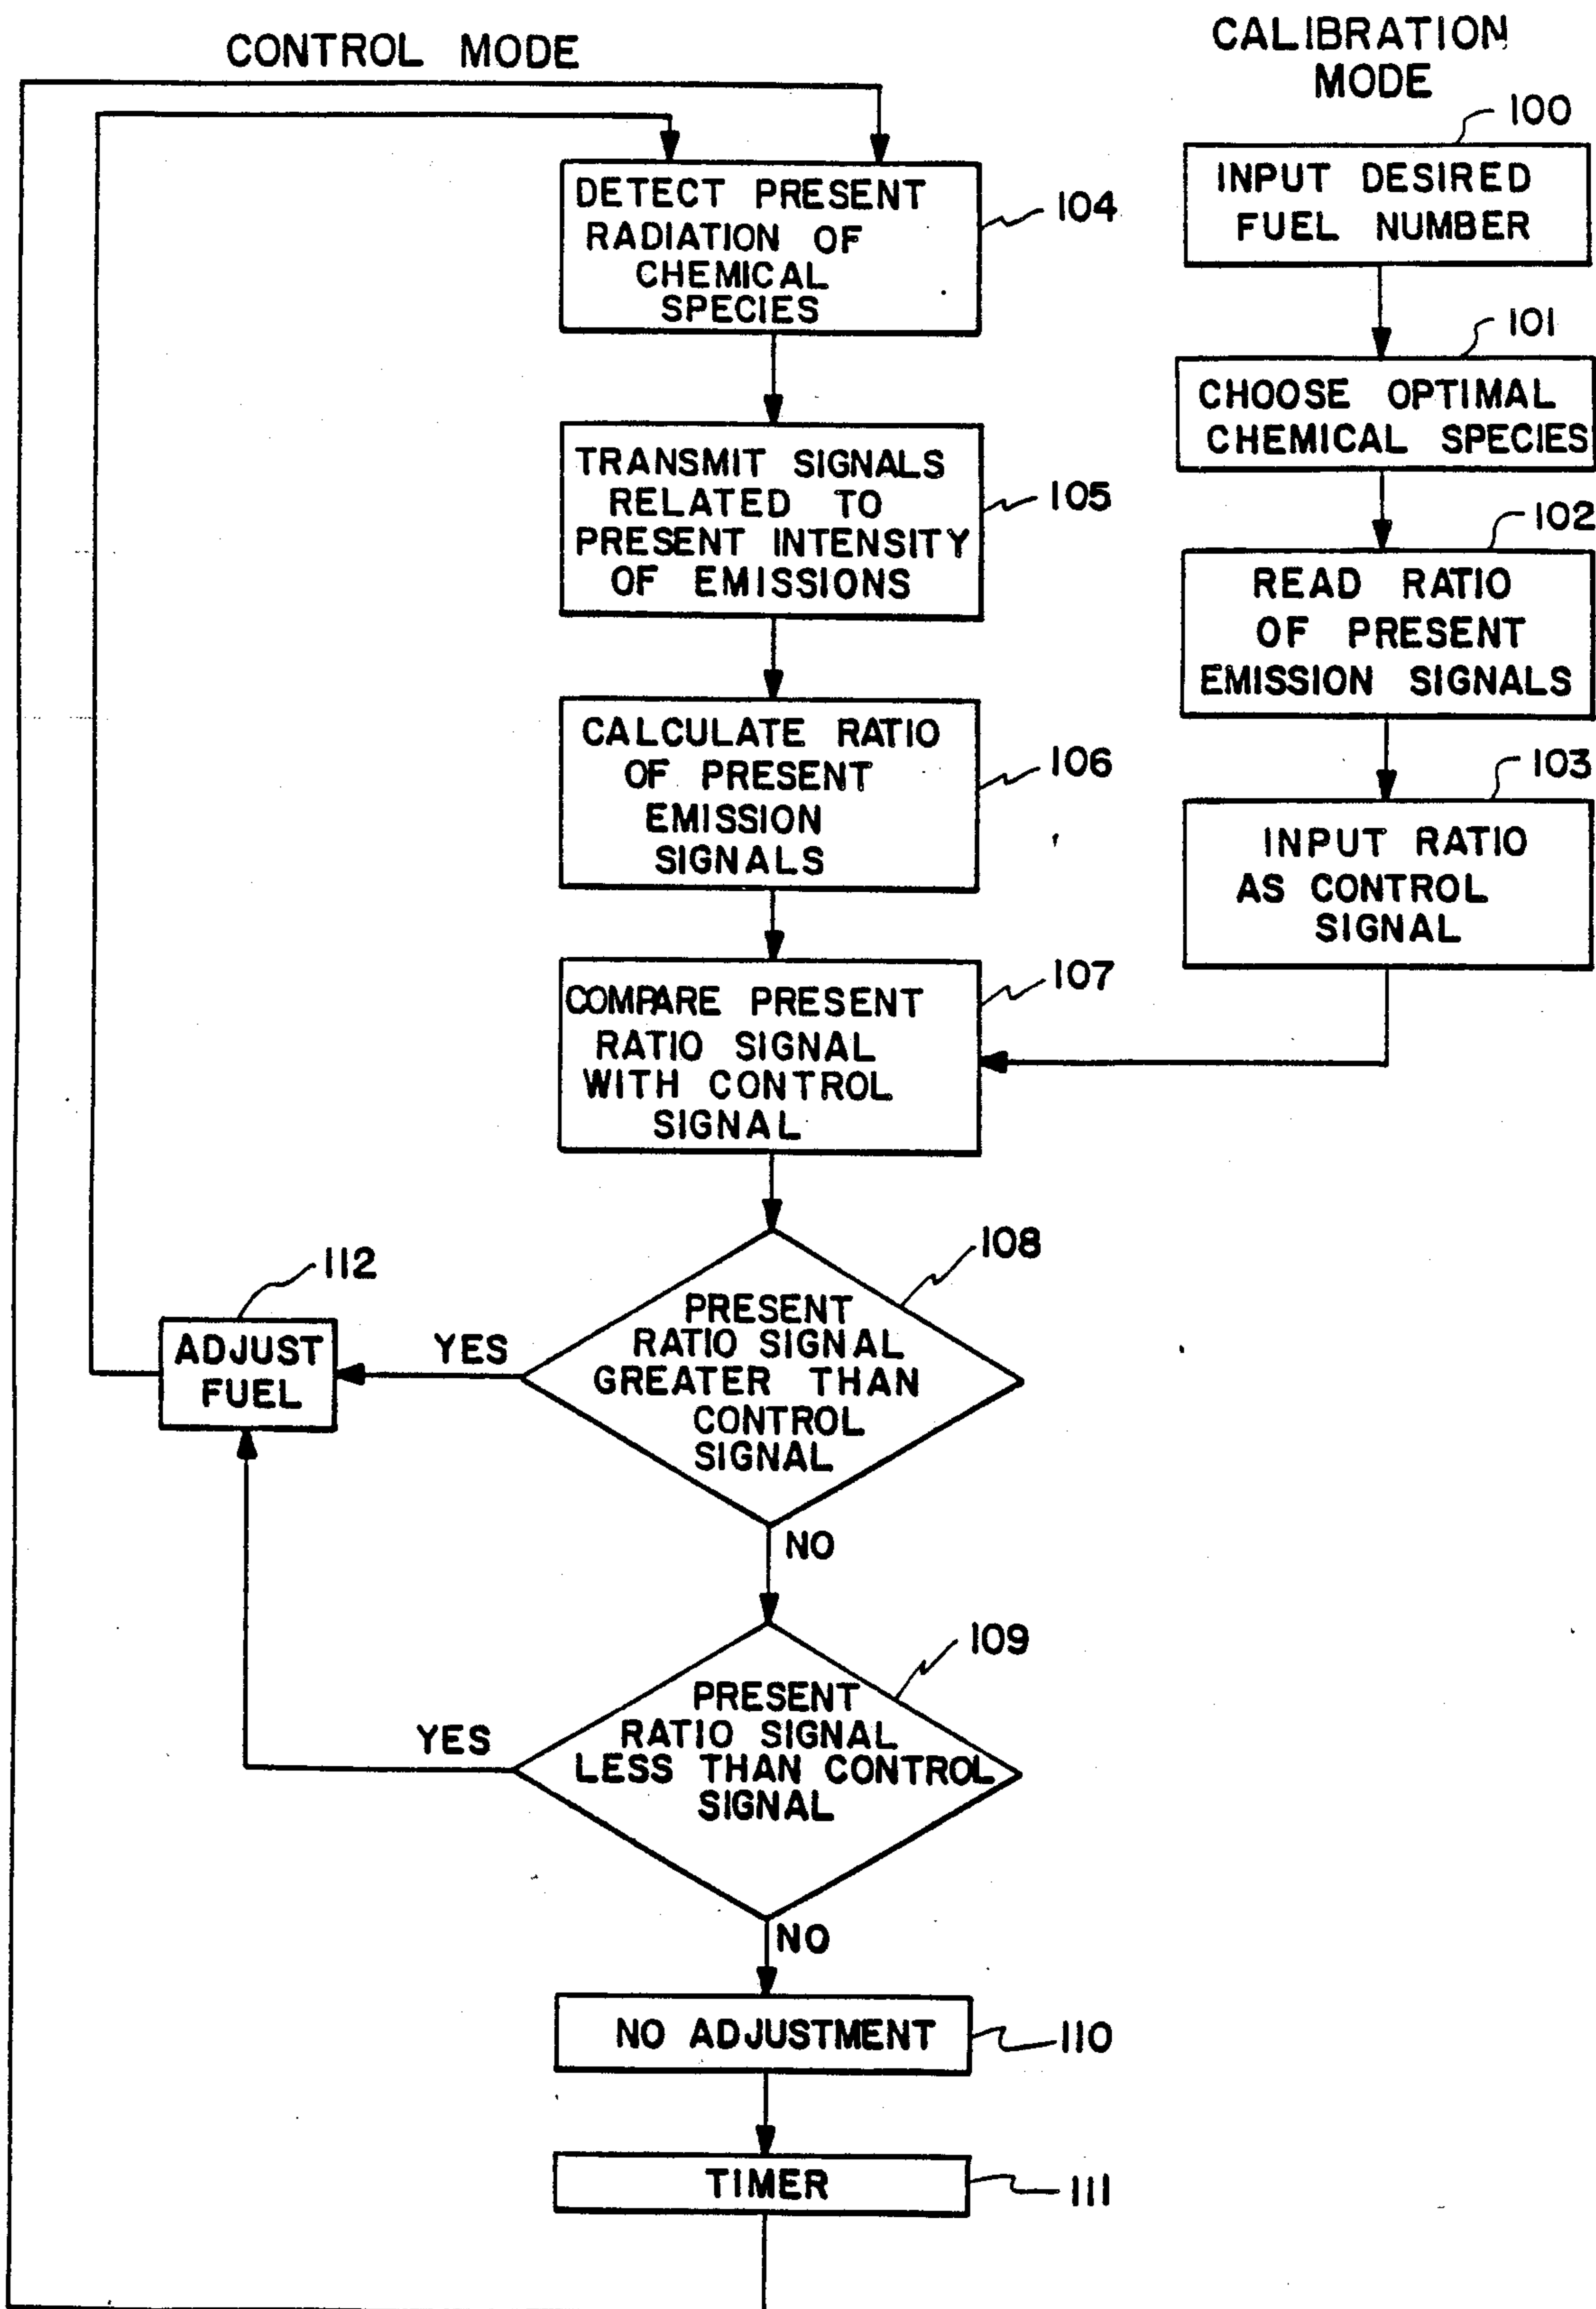 CONTROL MODE
CALIBRATION
MODE
100
INPUT DESIRED
FUEL NUMBER
101
CHOOSE OPTIMAL
CHEMICAL SPECIES
102
READ RATIO
OF PRESENT
EMISSION SIGNALS
103
INPUT RATIO
AS CONTROL
SIGNAL
DETECT PRESENT
RADIATION OF
CHEMICAL
SPECIES
104
TRANSMIT SIGNALS
RELATED TO
PRESENT INTENSITY
OF EMISSIONS
105
CALCULATE RATIO
OF PRESENT
EMISSION
SIGNALS
106
COMPARE PRESENT
RATIO SIGNAL
WITH CONTROL
SIGNAL
107
PRESENT
RATIO SIGNAL
GREATER THAN
CONTROL
SIGNAL
108
YES
112
ADJUST
FUEL
NO
PRESENT
RATIO SIGNAL
LESS THAN CONTROL
SIGNAL
109
YES
NO
NO ADJUSTMENT
110
TIMER
111